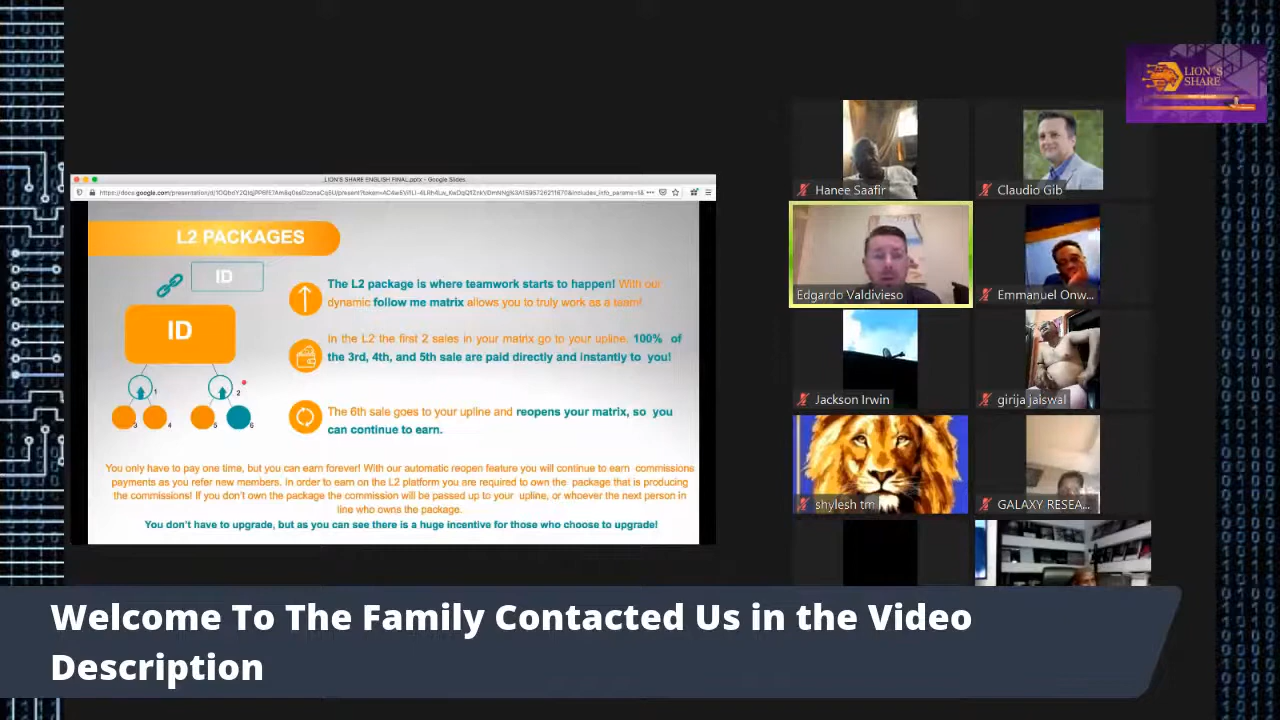 LION'S SHARE ENGLISH FINAL.pptx - Google Slides
L2 PACKAGES
ID
ID
1
2
3
4
5
6
The L2 package is where teamwork starts to happen! With our
dynamic follow me matrix allows you to truly work as a team!
In the L2 the first 2 sales in your matrix go to your upline. 100% of
the 3rd, 4th, and 5th sale are paid directly and instantly to you!
The 6th sale goes to your upline and reopens your matrix, so you
can continue to earn.
You only have to pay one time, but you can earn forever! With our automatic reopen feature you will continue to earn commissions
payments as you refer new members. In order to earn on the L2 platform you are required to own the package that is producing
the commissions! If you don't own the package the commission will be passed up to your upline, or whoever the next person in
line who owns the package.
You don't have to upgrade, but as you can see there is a huge incentive for those who choose to upgrade!
LION'S
SHARE
Hanee Saafir
Claudio Gib
Edgardo Valdivieso
Emmanuel Onw...
Jackson Irwin
girija jaiswal
shylesh tm
GALAXY RESEA...
Welcome To The Family Contacted Us in the Video
Description